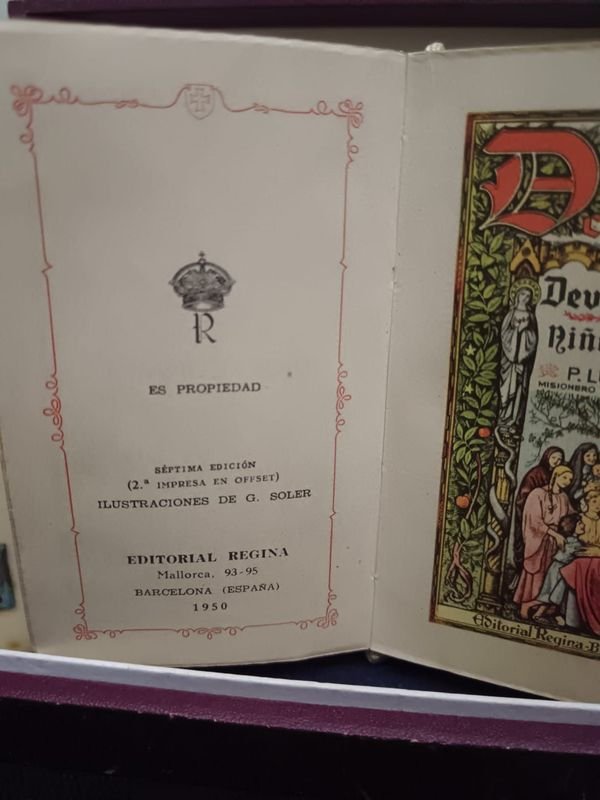 R
ES PROPIEDAD
SÉPTIMA EDICIÓN
(2.ª IMPRESA EN OFFSET)
ILUSTRACIONES DE G. SOLER
EDITORIAL REGINA
Mallorca, 93-95
BARCELONA (ESPAÑA)
1950
Dev
Niñ
P. L
MISIONERO
Editorial Regina-B